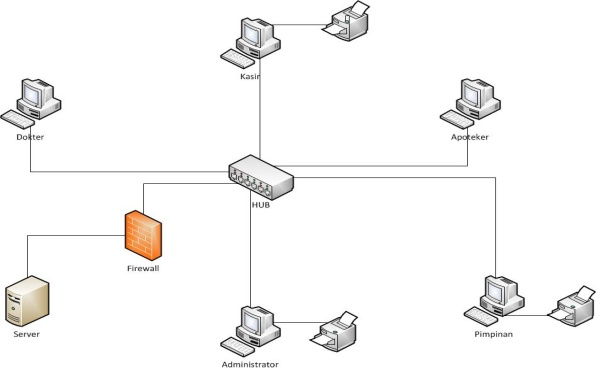 Kasir
Dokter
Apoteker
HUB
Firewall
Server
Administrator
Pimpinan